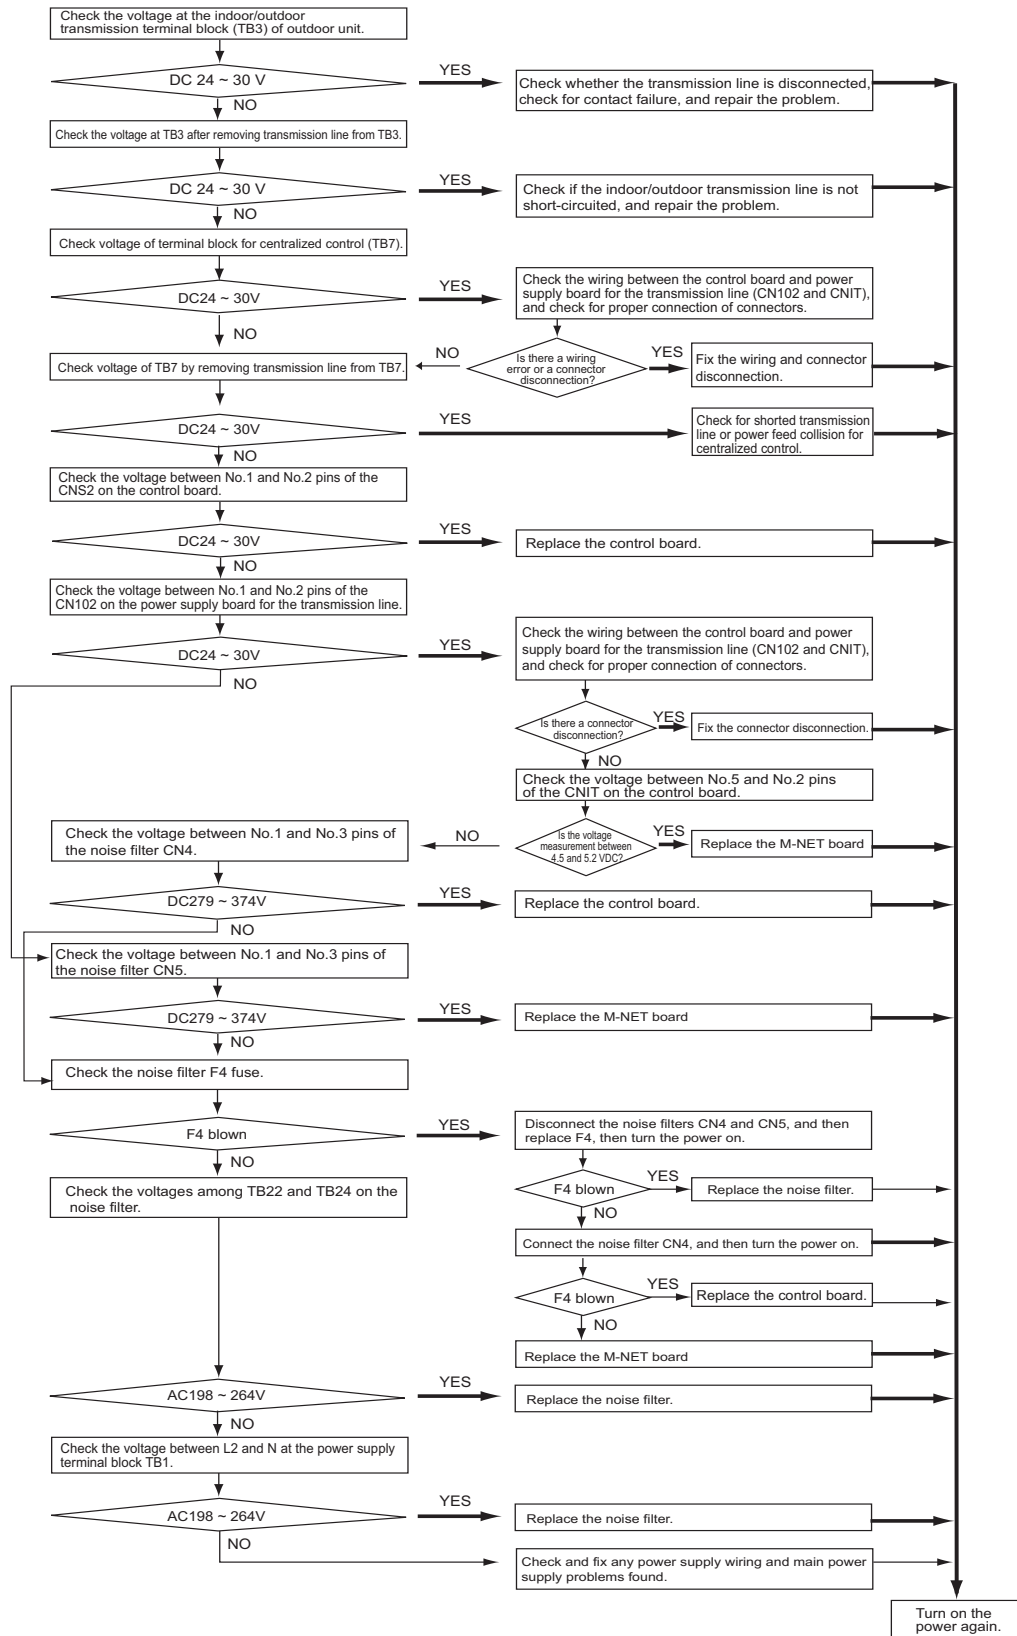 Check the voltage at the indoor/outdoor
transmission terminal block (TB3) of outdoor unit.
DC 24 ~ 30 V
YES
Check whether the transmission line is disconnected,
check for contact failure, and repair the problem.
NO
Check the voltage at TB3 after removing transmission line from TB3.
DC 24 ~ 30 V
YES
Check if the indoor/outdoor transmission line is not
short-circuited, and repair the problem.
NO
Check voltage of terminal block for centralized control (TB7).
DC24 ~ 30V
YES
Check the wiring between the control board and power
supply board for the transmission line (CN102 and CNIT),
and check for proper connection of connectors.
NO
Is there a wiring
error or a connector
disconnection?
YES
Fix the wiring and connector
disconnection.
NO
Check voltage of TB7 by removing transmission line from TB7.
DC24 ~ 30V
YES
Check for shorted transmission
line or power feed collision for
centralized control.
NO
Check the voltage between No.1 and No.2 pins of the
CNS2 on the control board.
DC24 ~ 30V
YES
Replace the control board.
NO
Check the voltage between No.1 and No.2 pins of the
CN102 on the power supply board for the transmission line.
DC24 ~ 30V
YES
Check the wiring between the control board and power
supply board for the transmission line (CN102 and CNIT),
and check for proper connection of connectors.
NO
Is there a connector
disconnection?
YES
Fix the connector disconnection.
NO
Check the voltage between No.5 and No.2 pins
of the CNIT on the control board.
Is the voltage
measurement between
4.5 and 5.2 VDC?
YES
Replace the M-NET board
NO
Check the voltage between No.1 and No.3 pins of
the noise filter CN4.
DC279 ~ 374V
YES
Replace the control board.
NO
Check the voltage between No.1 and No.3 pins of
the noise filter CN5.
DC279 ~ 374V
YES
Replace the M-NET board
NO
Check the noise filter F4 fuse.
F4 blown
YES
Disconnect the noise filters CN4 and CN5, and then
replace F4, then turn the power on.
NO
F4 blown
YES
Replace the noise filter.
NO
Check the voltages among TB22 and TB24 on the
noise filter.
Connect the noise filter CN4, and then turn the power on.
F4 blown
YES
Replace the control board.
NO
Replace the M-NET board
AC198 ~ 264V
YES
Replace the noise filter.
NO
Check the voltage between L2 and N at the power supply
terminal block TB1.
AC198 ~ 264V
YES
Replace the noise filter.
NO
Check and fix any power supply wiring and main power
supply problems found.
Turn on the
power again.